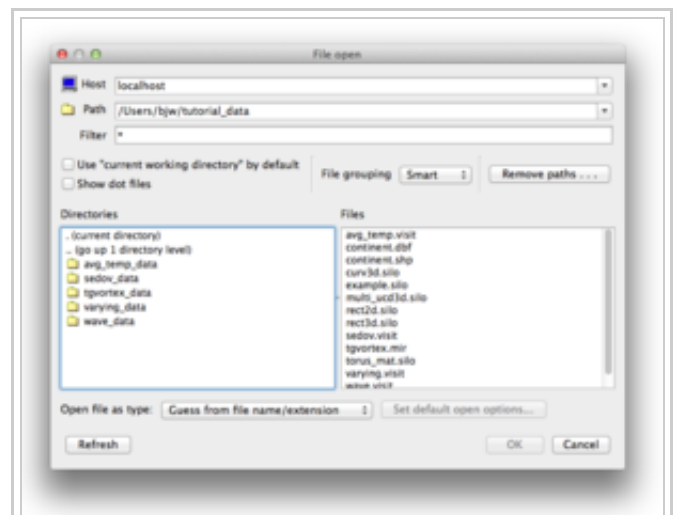 File open
Host localhost
Path /Users/bjw/tutorial_data
Filter *
Use "current working directory" by default
Show dot files
File grouping Smart
Remove paths ...
Directories
. (current directory)
.. (go up 1 directory level)
avg_temp_data
sedov_data
tgvortex_data
varying_data
wave_data
Files
avg_temp.visit
continent.dbf
continent.shp
curv3d.silo
example.silo
multi_ucd3d.silo
rect2d.silo
rect3d.silo
sedov.visit
tgvortex.mir
torus_mat.silo
varying.visit
wave.visit
Open file as type: Guess from file name/extension
Set default open options...
Refresh
OK
Cancel